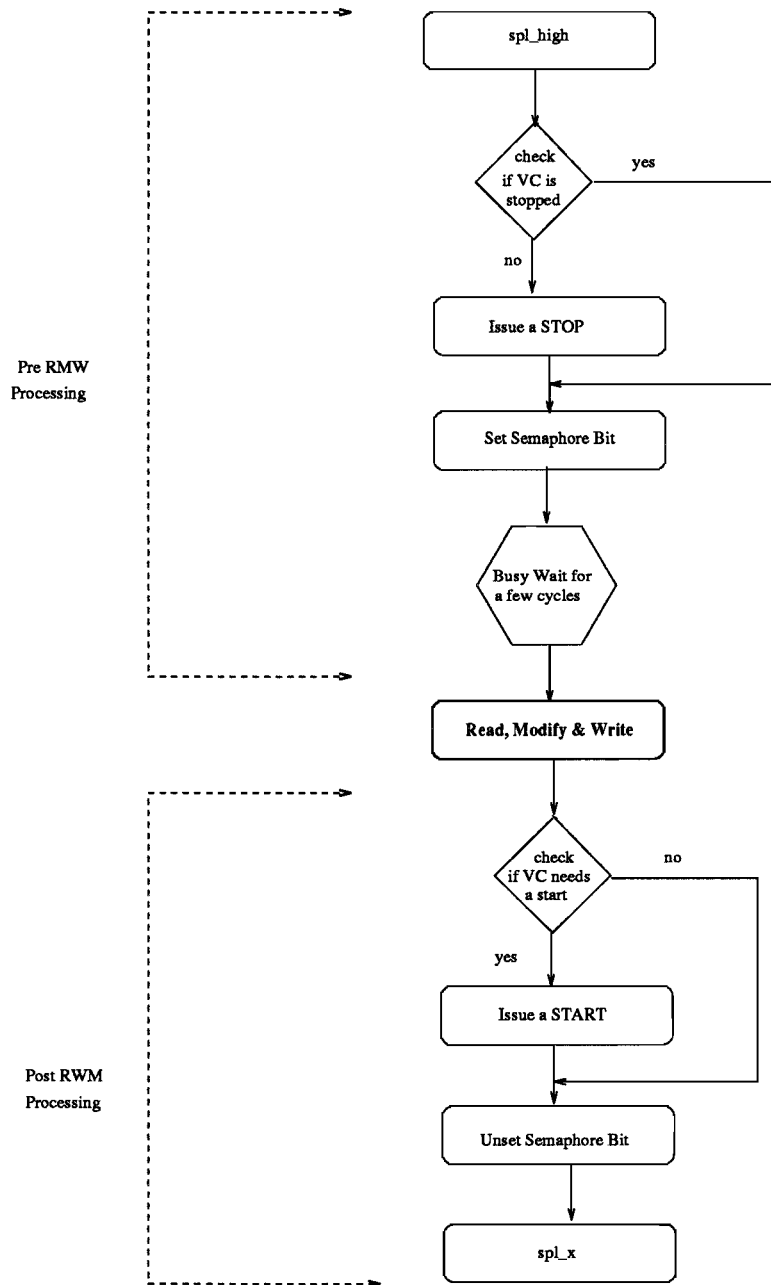 spl_high
check
if VC is
stopped
yes
no
Issue a STOP
Pre RMW
Processing
Set Semaphore Bit
Busy Wait for
a few cycles
Read, Modify & Write
check
if VC needs
a start
no
yes
Issue a START
Post RWM
Processing
Unset Semaphore Bit
spl_x